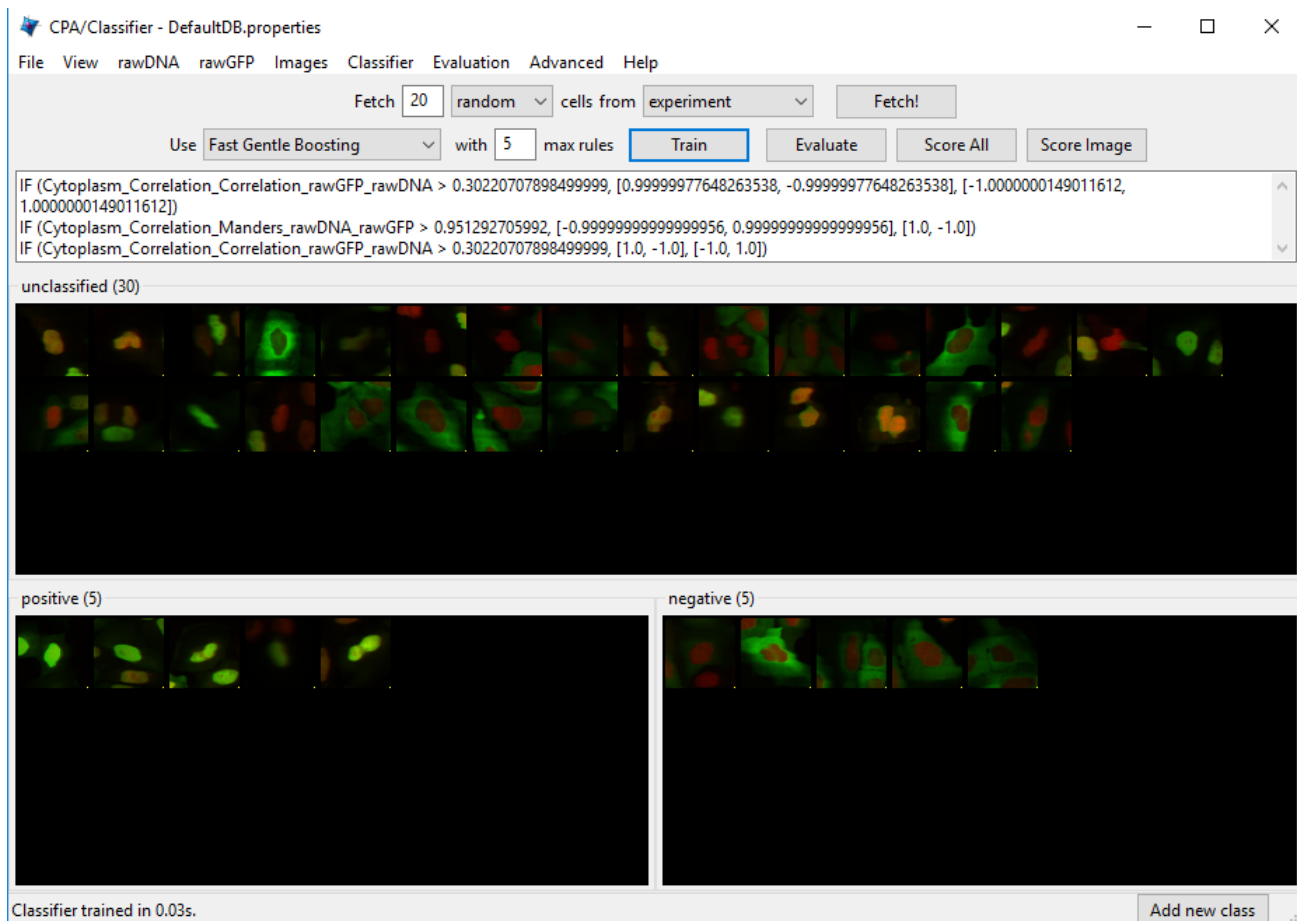 CPA/Classifier - DefaultDB.properties
File View rawDNA rawGFP Images Classifier Evaluation Advanced Help
Fetch 20 random cells from experiment Fetch!
Use Fast Gentle Boosting with 5 max rules Train Evaluate Score All Score Image
IF (Cytoplasm_Correlation_Correlation_rawGFP_rawDNA > 0.30220707898499999, [0.99999977648263538, -0.99999977648263538], [-1.0000000149011612,
1.0000000149011612])
IF (Cytoplasm_Correlation_Manders_rawDNA_rawGFP > 0.951292705992, [-0.99999999999999956, 0.99999999999999956], [1.0, -1.0])
IF (Cytoplasm_Correlation_Correlation_rawGFP_rawDNA > 0.30220707898499999, [1.0, -1.0], [-1.0, 1.0])
unclassified (30)
positive (5) negative (5)
Classifier trained in 0.03s. Add new class